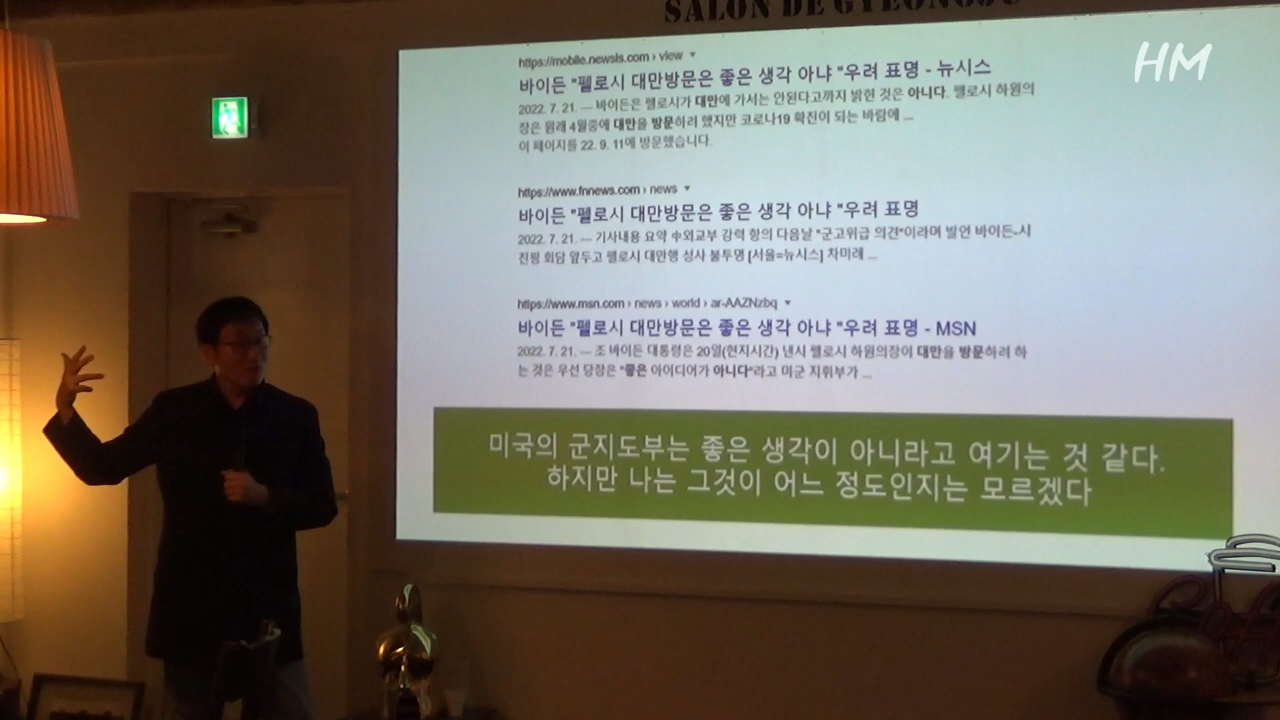 SALON DE GYEONGJU
HM
https://mobile.newsis.com › view
바이든 "펠로시 대만방문은 좋은 생각 아냐 "우려 표명 - 뉴시스
2022. 7. 21. — 바이든은 펠로시가 대만에 가서는 안된다고까지 밝힌 것은 아니다. 펠로시 하원의
장은 원래 4월중에 대만을 방문하려 했지만 코로나19 확진이 되는 바람에 ...
이 페이지를 22. 9. 11에 방문했습니다.
https://www.fnnews.com › news
바이든 "펠로시 대만방문은 좋은 생각 아냐 "우려 표명
2022. 7. 21. — 기사내용 요약 中외교부 강력 항의 다음날 "군고위급 의견"이라며 발언 바이든-시
진핑 회담 앞두고 펠로시 대만행 성사 불투명 [서울=뉴시스] 차미례 ...
https://www.msn.com › news › world › ar-AAZNzbq
바이든 "펠로시 대만방문은 좋은 생각 아냐 "우려 표명 - MSN
2022. 7. 21. — 조 바이든 대통령은 20일(현지시간) 낸시 펠로시 하원의장이 대만을 방문하려 하
는 것은 우선 당장은 "좋은 아이디어가 아니다"라고 미군 지휘부가 ...
미국의 군지도부는 좋은 생각이 아니라고 여기는 것 같다.
하지만 나는 그것이 어느 정도인지는 모르겠다